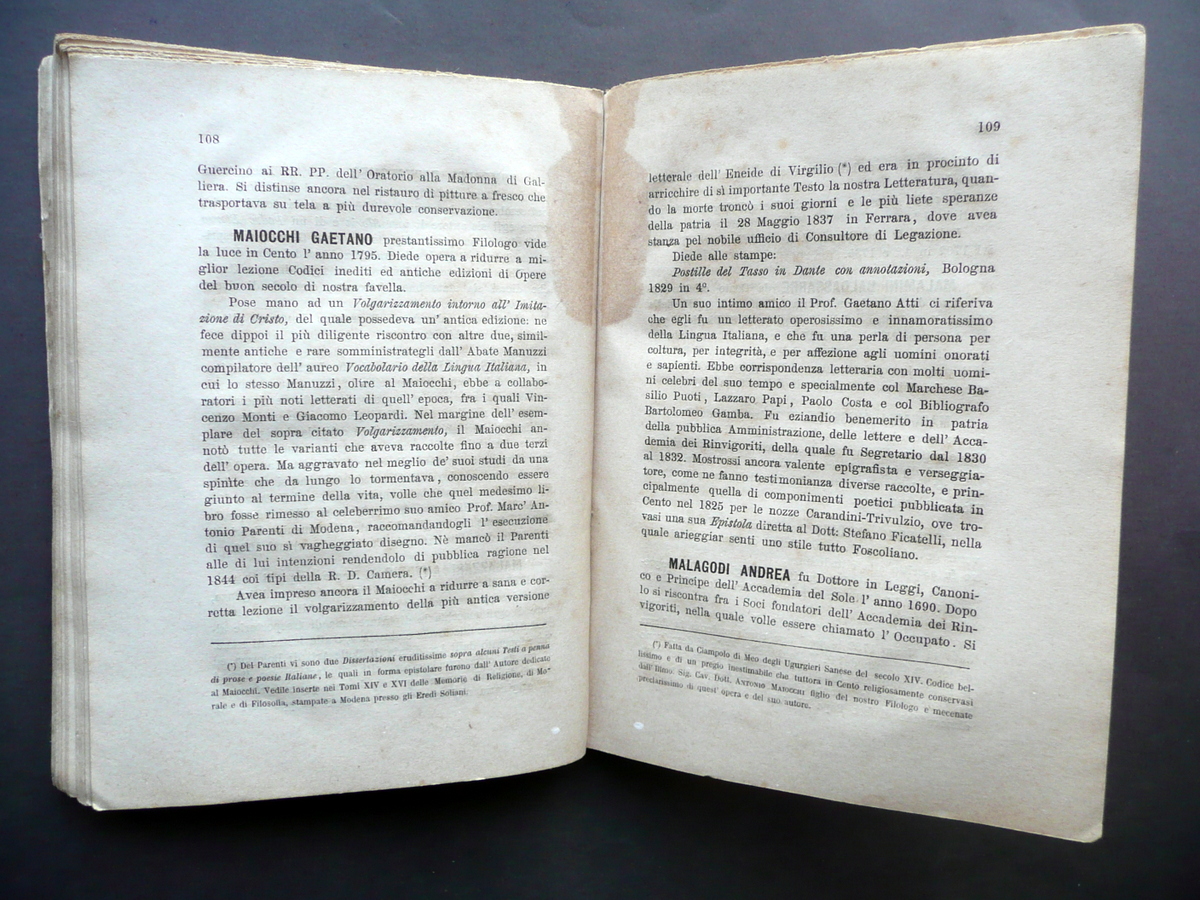 108
Guercino ai RR. PP. dell' Oratorio alla Madonna di Gal-
liera. Si distinse ancora nel ristauro di pitture a fresco che
trasportava su tela a più durevole conservazione.
MAIOCCHI GAETANO prestantissimo Filologo vide
la luce in Cento l' anno 1795. Diede opera a ridurre a mi-
glior lezione Codici inediti ed antiche edizioni di Opere
del buon secolo di nostra favella.
Pose mano ad un Volgarizzamento intorno all' Imita-
zione di Cristo, del quale possedeva un' antica edizione: ne
fece dippoi il più diligente riscontro con altre due, simil-
mente antiche e rare somministrategli dall' Abate Manuzzi
compilatore dell' aureo Vocabolario della Lingua Italiana, in
cui lo stesso Manuzzi, oltre al Maiocchi, ebbe a collabo-
ratori i più noti letterati di quell' epoca, fra i quali Vin-
cenzo Monti e Giacomo Leopardi. Nel margine dell' esem-
plare del sopra citato Volgarizzamento, il Maiocchi an-
notò tutte le varianti che aveva raccolte fino a due terzi
dell' opera. Ma aggravato nel meglio de' suoi studi da una
spinite che da lungo lo tormentava, conoscendo essere
giunto al termine della vita, volle che quel medesimo li-
bro fosse rimesso al celeberrimo suo amico Prof. Marc' An-
tonio Parenti di Modena, raccomandandogli l' esecuzione
di quel suo sì vagheggiato disegno. Nè mancò il Parenti
alle di lui intenzioni rendendolo di pubblica ragione nel
1844 coi tipi della R. D. Camera. (*)
Avea impreso ancora il Maiocchi a ridurre a sana e cor-
retta lezione il volgarizzamento della più antica versione
(*) Del Parenti vi sono due Dissertazioni eruditissime sopra alcuni Testi a penna
di prose e poesie Italiane, le quali in forma epistolare furono dall' Autore dedicate
al Maiocchi. Vedile inserte nei Tomi XIV e XVI delle Memorie di Religione, di Mo-
rale e di Filosofia, stampate a Modena presso gli Eredi Soliani.
109
letterale dell' Eneide di Virgilio (*) ed era in procinto di
arricchire di sì importante Testo la nostra Letteratura, quan-
do la morte troncò i suoi giorni e le più liete speranze
della patria il 28 Maggio 1837 in Ferrara, dove avea
stanza pel nobile ufficio di Consultore di Legazione.
Diede alle stampe:
Postille del Tasso in Dante con annotazioni, Bologna
1829 in 4º.
Un suo intimo amico il Prof. Gaetano Atti ci riferiva
che egli fu un letterato operosissimo e innamoratissimo
della Lingua Italiana, e che fu una perla di persona per
coltura, per integrità, e per affezione agli uomini onorati
e sapienti. Ebbe corrispondenza letteraria con molti uomi-
ni celebri del suo tempo e specialmente col Marchese Ba-
silio Puoti, Lazzaro Papi, Paolo Costa e col Bibliografo
Bartolomeo Gamba. Fu eziandio benemerito in patria
della pubblica Amministrazione, delle lettere e dell' Acca-
demia dei Rinvigoriti, della quale fu Segretario dal 1830
al 1832. Mostrossi ancora valente epigrafista e verseggia-
tore, come ne fanno testimonianza diverse raccolte, e prin-
cipalmente quella di componimenti poetici pubblicata in
Cento nel 1825 per le nozze Carandini-Trivulzio, ove tro-
vasi una sua Epistola diretta al Dott: Stefano Ficatelli, nella
quale arieggiar senti uno stile tutto Foscoliano.
MALAGODI ANDREA fu Dottore in Leggi, Canoni-
co e Principe dell' Accademia del Sole l' anno 1690. Dopo
lo si riscontra fra i Soci fondatori dell' Accademia dei Rin-
vigoriti, nella quale volle essere chiamato l' Occupato. Si
(*) Fatta da Ciampolo di Meo degli Ugurgieri Sanese del secolo XIV. Codice bel-
lissimo e di un pregio inestimabile che tuttora in Cento religiosamente conservasi
dall' Illmo. Sig. Cav. Dott. ANTONIO MAIOCCHI figlio del nostro Filologo e mecenate
preclarissimo di quest' opera e del suo autore.